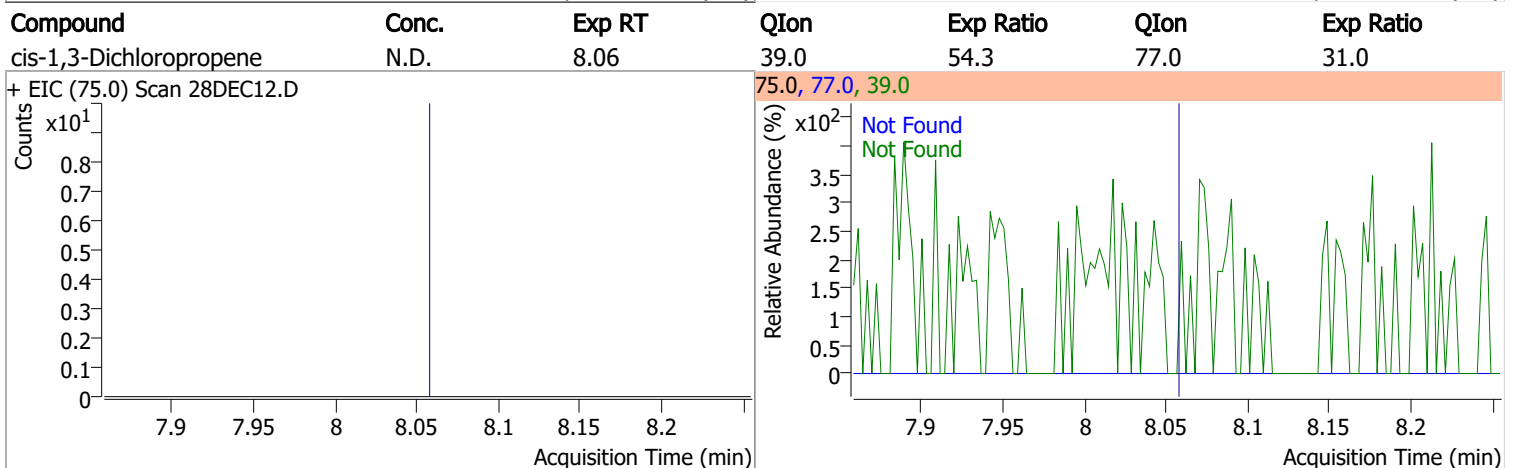 Compound Conc. Exp RT QIon Exp Ratio QIon Exp Ratio
cis-1,3-Dichloropropene N.D. 8.06 39.0 54.3 77.0 31.0
+ EIC (75.0) Scan 28DEC12.D
Counts
x10¹
0.8
0.7
0.6
0.5
0.4
0.3
0.2
0.1
0
7.9 7.95 8 8.05 8.1 8.15 8.2
Acquisition Time (min)
75.0, 77.0, 39.0
Relative Abundance (%)
x10²
Not Found
Not Found
3.5
3
2.5
2
1.5
1
0.5
0
7.9 7.95 8 8.05 8.1 8.15 8.2
Acquisition Time (min)